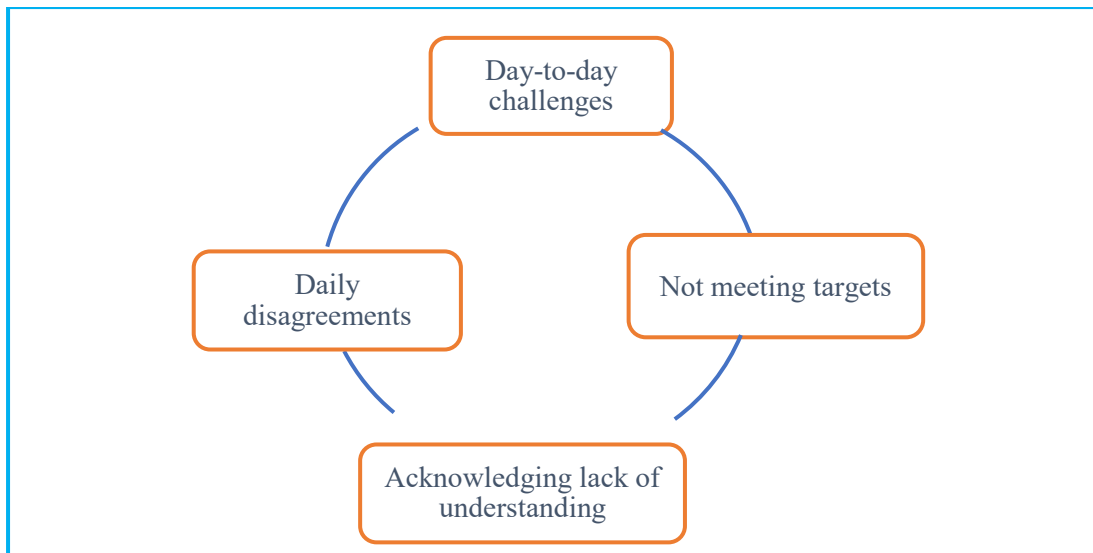 Day-to-day
challenges
Not meeting targets
Daily
disagreements
Acknowledging lack of
understanding